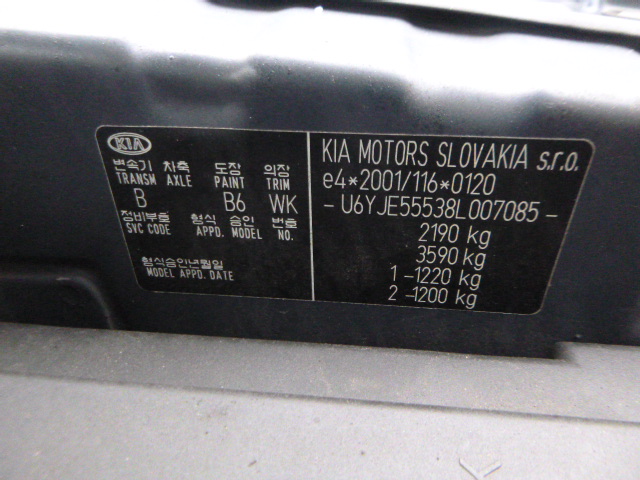 KIA
변속기 차축 도장 의장
TRANSM AXLE PAINT TRIM
B B6 WK
정비부호 형식 승인 번호
SVC CODE APPD. MODEL NO.
형식승인년월일
MODEL APPD. DATE
KIA MOTORS SLOVAKIA s.r.o.
e4*2001/116*0120
- U6YJE55538L007085 -
2190 kg
3590 kg
1 -1220 kg
2 -1200 kg